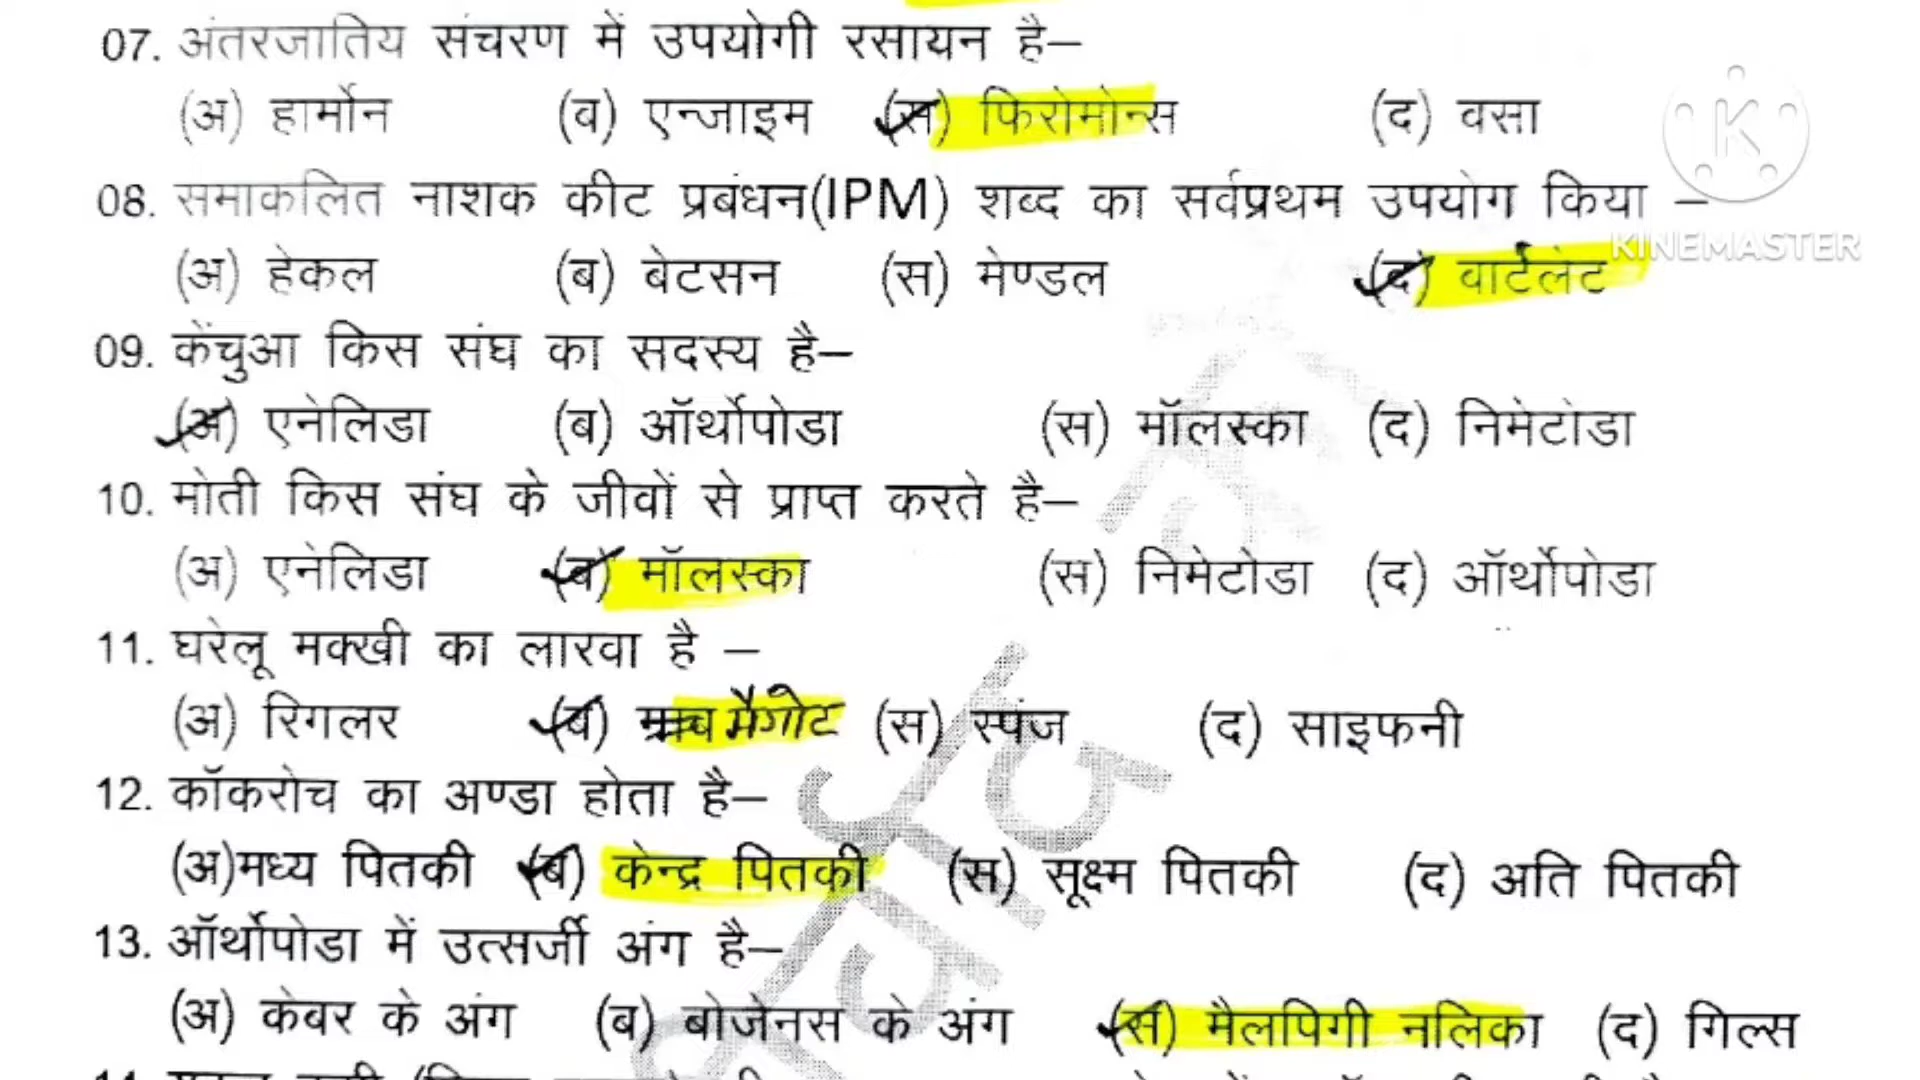 07. अंतरजातिय संचरण में उपयोगी रसायन है–
(अ) हार्मोन (ब) एन्जाइम (स) फिरोमोन्स (द) वसा
08. समाकलित नाशक कीट प्रबंधन(IPM) शब्द का सर्वप्रथम उपयोग किया –
KINEMASTER
(अ) हेकल (ब) बेटसन (स) मेण्डल (द) वार्टलेट
09. केंचुआ किस संघ का सदस्य है–
(अ) एनेलिडा (ब) ऑर्थोपोडा (स) मॉलस्का (द) निमेटोडा
10. मोती किस संघ के जीवों से प्राप्त करते है–
(अ) एनेलिडा (ब) मॉलस्का (स) निमेटोडा (द) ऑर्थोपोडा
11. घरेलू मक्खी का लारवा है –
(अ) रिगलर (ब) मैगोट (स) स्पंज (द) साइफनी
12. कॉकरोच का अण्डा होता है–
(अ)मध्य पितकी (ब) केन्द्र पितकी (स) सूक्ष्म पितकी (द) अति पितकी
13. ऑर्थोपोडा में उत्सर्जी अंग है–
(अ) केबर के अंग (ब) बोजेनस के अंग (स) मैलपिगी नलिका (द) गिल्स